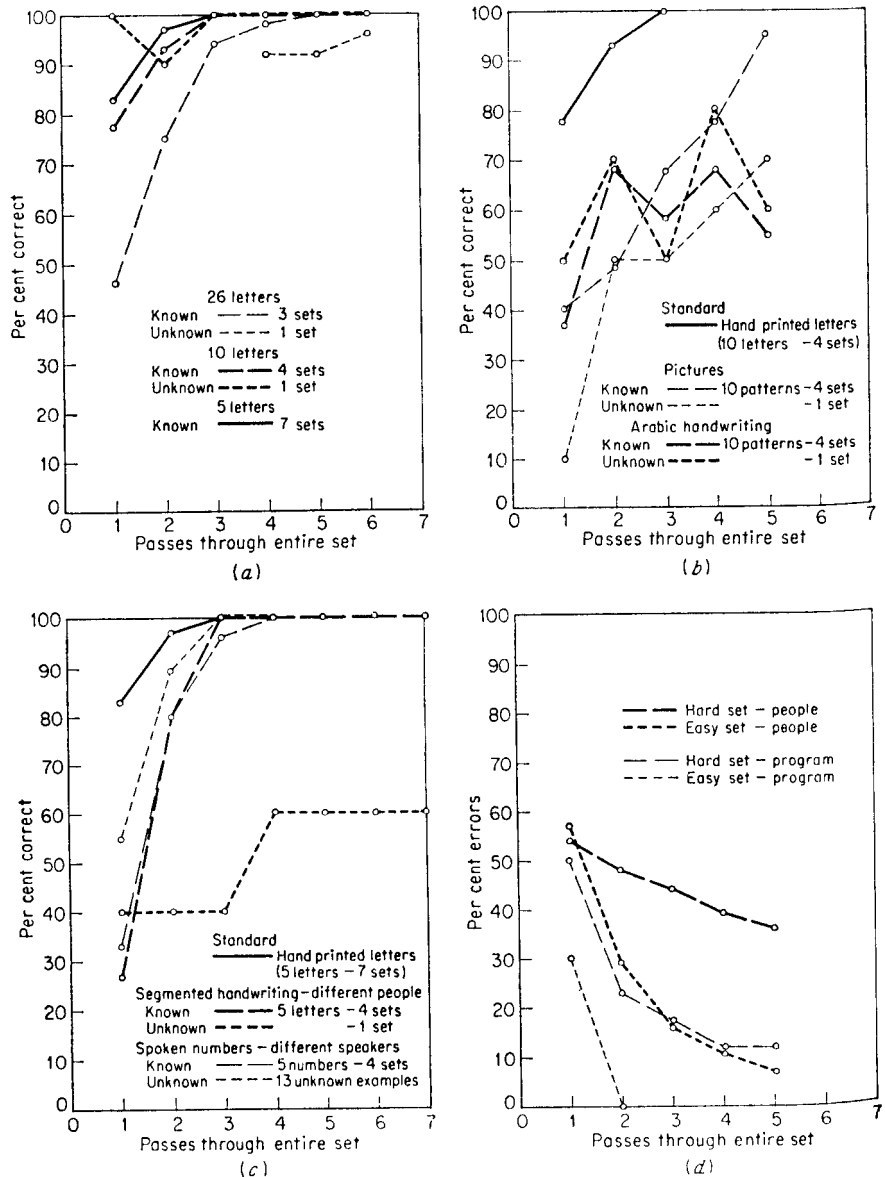 Per cent correct
100
90
80
70
60
50
40
30
20
10
0
26 letters
Known 3 sets
Unknown 1 set
10 letters
Known 4 sets
Unknown 1 set
5 letters
Known 7 sets
0 1 2 3 4 5 6 7
Passes through entire set
(a)
Per cent correct
100
90
80
70
60
50
40
30
20
10
0
Standard
Hand printed letters
(10 letters - 4 sets)
Pictures
Known 10 patterns - 4 sets
Unknown - 1 set
Arabic handwriting
Known 10 patterns - 4 sets
Unknown - 1 set
0 1 2 3 4 5 6 7
Passes through entire set
(b)
Per cent correct
100
90
80
70
60
50
40
30
20
10
0
Standard
Hand printed letters
(5 letters - 7 sets)
Segmented handwriting - different people
Known 5 letters - 4 sets
Unknown - 1 set
Spoken numbers - different speakers
Known 5 numbers - 4 sets
Unknown 13 unknown examples
0 1 2 3 4 5 6 7
Passes through entire set
(c)
Per cent errors
100
90
80
70
60
50
40
30
20
10
0
Hard set - people
Easy set - people
Hard set - program
Easy set - program
0 1 2 3 4 5 6 7
Passes through entire set
(d)